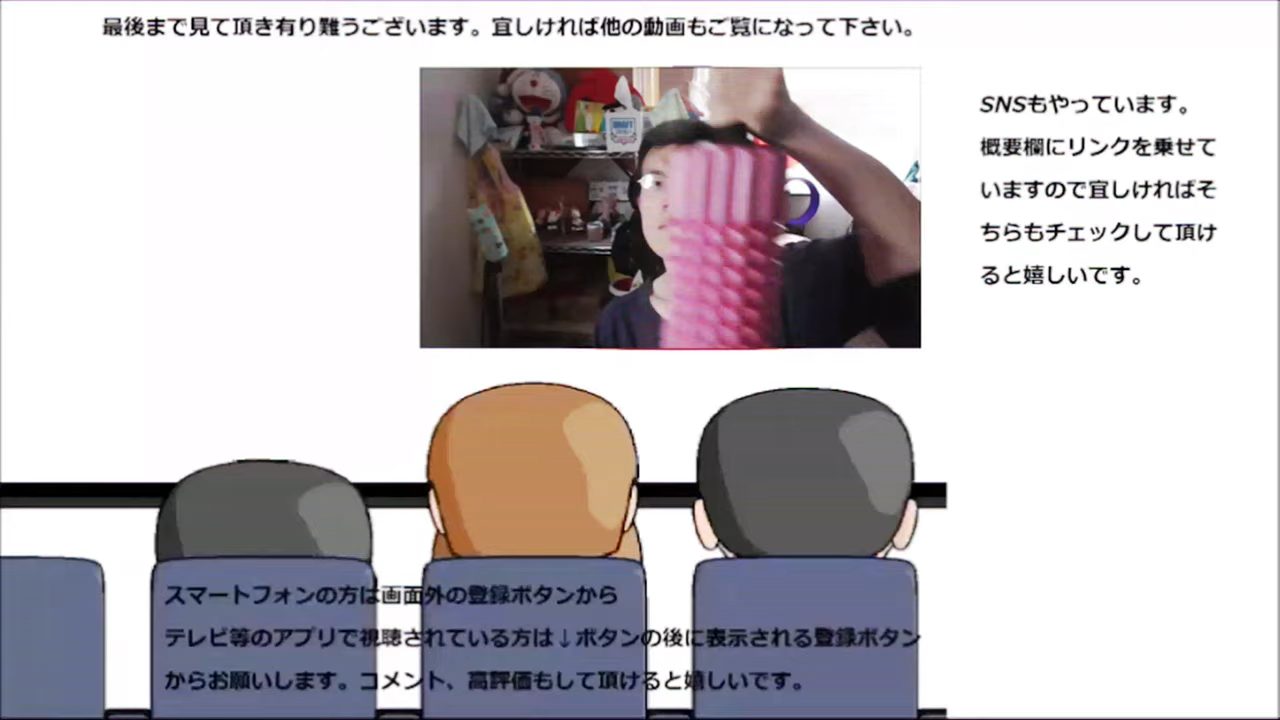 最後まで見て頂き有り難うございます。宜しければ他の動画もご覧になって下さい。
SNSもやっています。
概要欄にリンクを乗せて
いますので宜しければそ
ちらもチェックして頂け
ると嬉しいです。
スマートフォンの方は画面外の登録ボタンから
テレビ等のアプリで視聴されている方は↓ボタンの後に表示される登録ボタン
からお願いします。コメント、高評価もして頂けると嬉しいです。